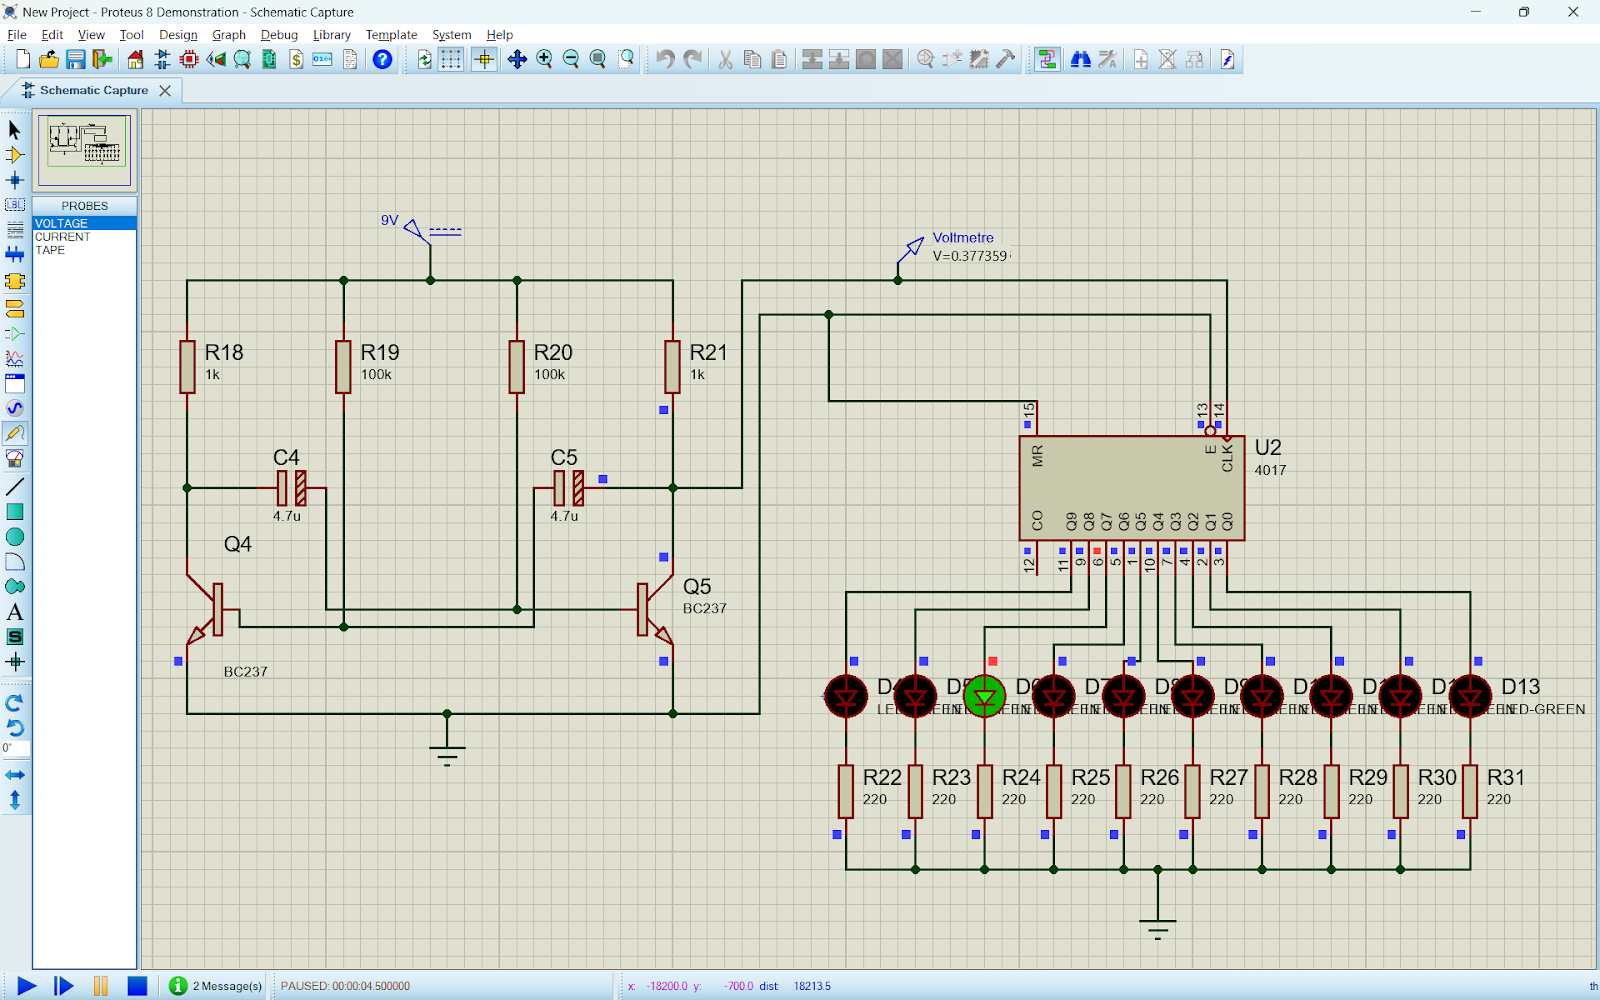 New Project - Proteus 8 Demonstration - Schematic Capture
File Edit View Tool Design Graph Debug Library Template System Help
Schematic Capture
PROBES
VOLTAGE
CURRENT
TAPE
LBL
A
S
0°
9V
Voltmetre
V=0.377359
R18
1k
R19
100k
R20
100k
R21
1k
C4
4.7u
C5
4.7u
Q4
BC237
Q5
BC237
15 13 14
MR E CLK
U2
4017
CO Q9 Q8 Q7 Q6 Q5 Q4 Q3 Q2 Q1 Q0
12 11 9 6 5 1 10 7 4 2 3
D13
LED-GREEN
R22 R23 R24 R25 R26 R27 R28 R29 R30 R31
220 220 220 220 220 220 220 220 220 220
2 Message(s) PAUSED: 00:00:04.500000 x: -18200.0 y: -700.0 dist 18213.5 th